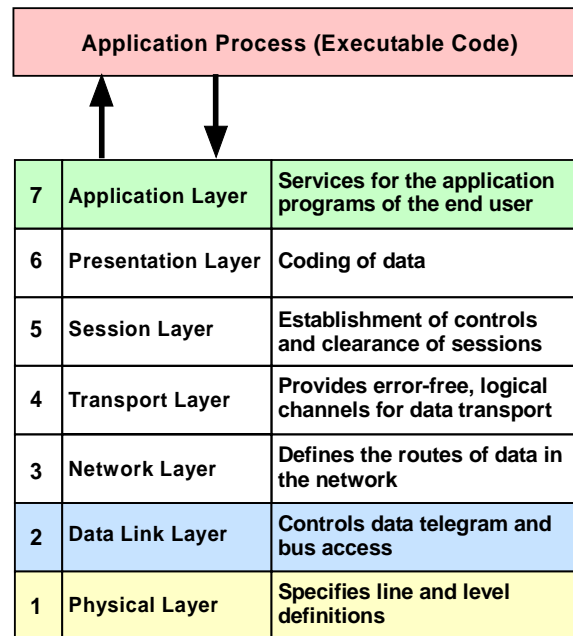 Application Process (Executable Code)
7 Application Layer Services for the application
programs of the end user
6 Presentation Layer Coding of data
5 Session Layer Establishment of controls
and clearance of sessions
4 Transport Layer Provides error-free, logical
channels for data transport
3 Network Layer Defines the routes of data in
the network
2 Data Link Layer Controls data telegram and
bus access
1 Physical Layer Specifies line and level
definitions